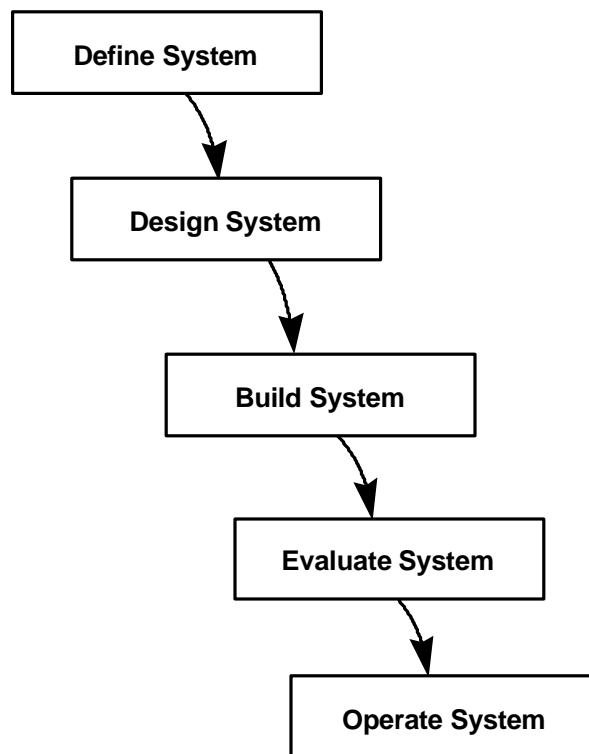 Define System
Design System
Build System
Evaluate System
Operate System